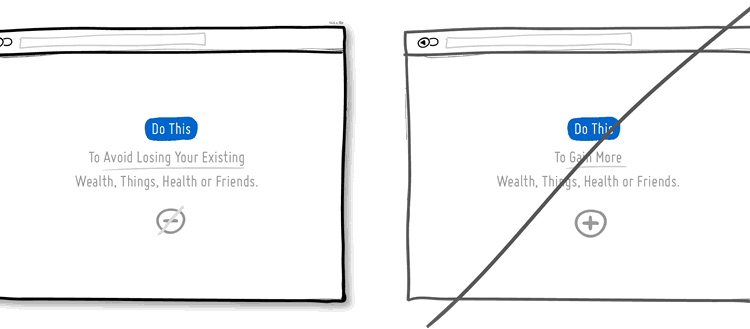 Do This
To Avoid Losing Your Existing
Wealth, Things, Health or Friends.
Do This
To Gain More
Wealth, Things, Health or Friends.